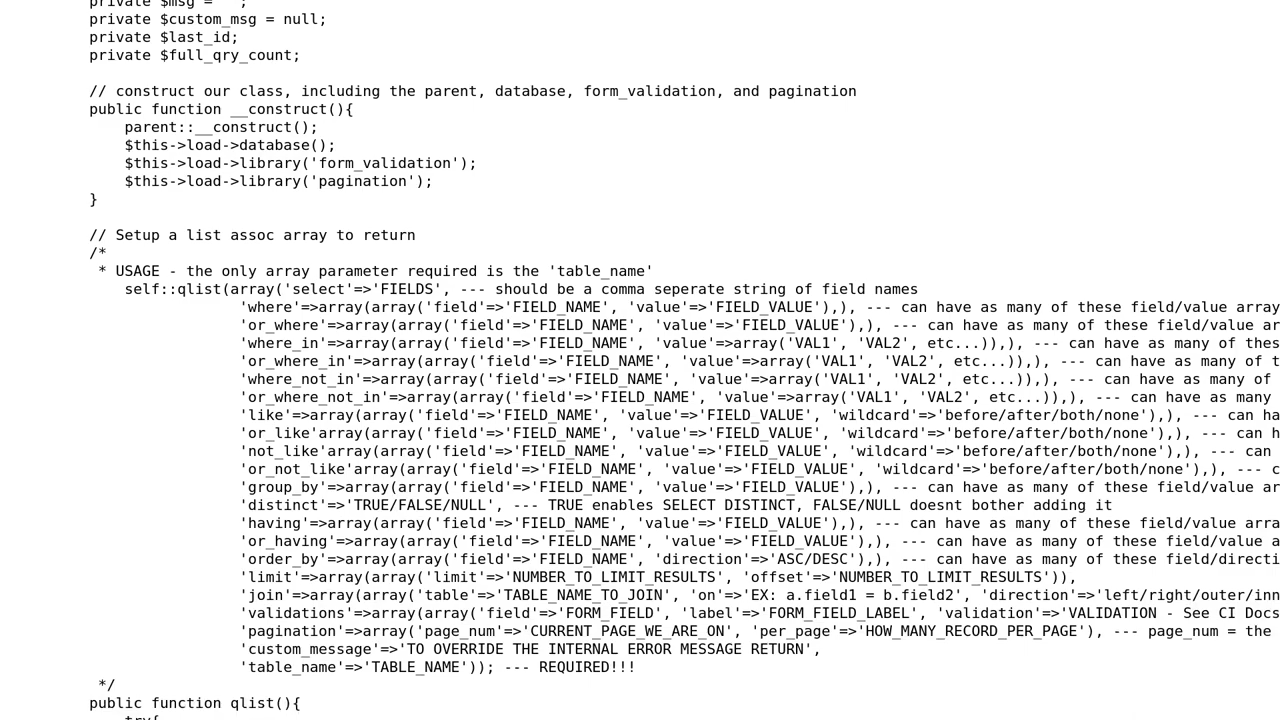 private $msg = '';
private $custom_msg = null;
private $last_id;
private $full_qry_count;
// construct our class, including the parent, database, form_validation, and pagination
public function __construct(){
parent::__construct();
$this->load->database();
$this->load->library('form_validation');
$this->load->library('pagination');
}
// Setup a list assoc array to return
/*
* USAGE - the only array parameter required is the 'table_name'
self::qlist(array('select'=>'FIELDS', --- should be a comma seperate string of field names
'where'=>array(array('field'=>'FIELD_NAME', 'value'=>'FIELD_VALUE'),), --- can have as many of these field/value array
'or_where'=>array(array('field'=>'FIELD_NAME', 'value'=>'FIELD_VALUE'),), --- can have as many of these field/value ar
'where_in'=>array(array('field'=>'FIELD_NAME', 'value'=>array('VAL1', 'VAL2', etc...)),), --- can have as many of thes
'or_where_in'=>array(array('field'=>'FIELD_NAME', 'value'=>array('VAL1', 'VAL2', etc...)),), --- can have as many of t
'where_not_in'=>array(array('field'=>'FIELD_NAME', 'value'=>array('VAL1', 'VAL2', etc...)),), --- can have as many of
'or_where_not_in'=>array(array('field'=>'FIELD_NAME', 'value'=>array('VAL1', 'VAL2', etc...)),), --- can have as many
'like'=>array(array('field'=>'FIELD_NAME', 'value'=>'FIELD_VALUE', 'wildcard'=>'before/after/both/none'),), --- can ha
'or_like'array(array('field'=>'FIELD_NAME', 'value'=>'FIELD_VALUE', 'wildcard'=>'before/after/both/none'),), --- can h
'not_like'array(array('field'=>'FIELD_NAME', 'value'=>'FIELD_VALUE', 'wildcard'=>'before/after/both/none'),), --- can
'or_not_like'array(array('field'=>'FIELD_NAME', 'value'=>'FIELD_VALUE', 'wildcard'=>'before/after/both/none'),), --- c
'group_by'=>array(array('field'=>'FIELD_NAME', 'value'=>'FIELD_VALUE'),), --- can have as many of these field/value ar
'distinct'=>'TRUE/FALSE/NULL', --- TRUE enables SELECT DISTINCT, FALSE/NULL doesnt bother adding it
'having'=>array(array('field'=>'FIELD_NAME', 'value'=>'FIELD_VALUE'),), --- can have as many of these field/value arra
'or_having'=>array(array('field'=>'FIELD_NAME', 'value'=>'FIELD_VALUE'),), --- can have as many of these field/value a
'order_by'=>array(array('field'=>'FIELD_NAME', 'direction'=>'ASC/DESC'),), --- can have as many of these field/directi
'limit'=>array(array('limit'=>'NUMBER_TO_LIMIT_RESULTS', 'offset'=>'NUMBER_TO_LIMIT_RESULTS')),
'join'=>array(array('table'=>'TABLE_NAME_TO_JOIN', 'on'=>'EX: a.field1 = b.field2', 'direction'=>'left/right/outer/inn
'validations'=>array(array('field'=>'FORM_FIELD', 'label'=>'FORM_FIELD_LABEL', 'validation'=>'VALIDATION - See CI Docs
'pagination'=>array('page_num'=>'CURRENT_PAGE_WE_ARE_ON', 'per_page'=>'HOW_MANY_RECORD_PER_PAGE'), --- page_num = the
'custom_message'=>'TO OVERRIDE THE INTERNAL ERROR MESSAGE RETURN',
'table_name'=>'TABLE_NAME')); --- REQUIRED!!!
*/
public function qlist(){
try{